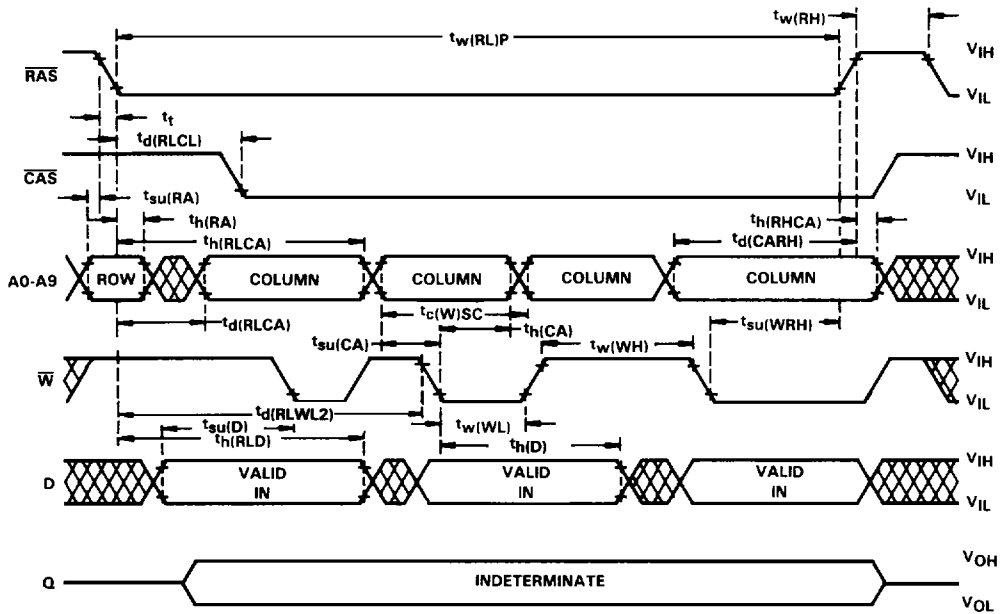 tw(RH)
tw(RL)P
VIH
RAS
VIL
tt
td(RLCL)
VIH
CAS
tsu(RA)
VIL
th(RA)
th(RHCA)
th(RLCA)
td(CARH)
VIH
A0-A9
ROW
COLUMN
COLUMN
COLUMN
COLUMN
VIL
tc(W)SC
td(RLCA)
th(CA)
tsu(WRH)
tsu(CA)
tw(WH)
VIH
W
VIL
td(RLWL2)
tsu(D)
tw(WL)
th(RLD)
th(D)
VIH
D
VALID IN
VALID IN
VALID IN
VIL
VOH
Q
INDETERMINATE
VOL